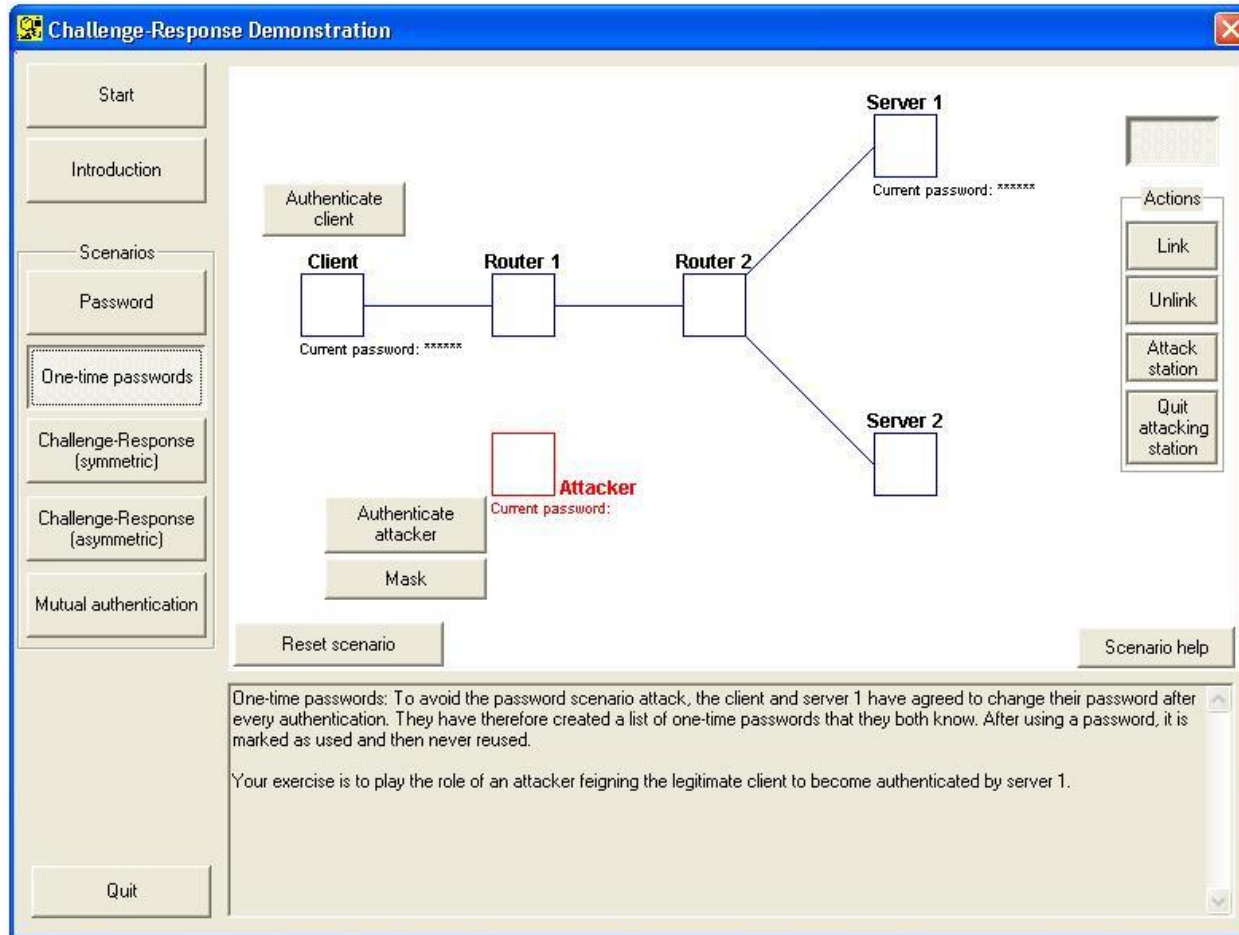 Challenge-Response Demonstration
Start
Introduction
Scenarios
Password
One-time passwords
Challenge-Response
(symmetric)
Challenge-Response
(asymmetric)
Mutual authentication
Quit
Authenticate
client
Client
Current password: ******
Router 1
Router 2
Server 1
Current password: ******
Server 2
Attacker
Current password:
Authenticate
attacker
Mask
Reset scenario
Scenario help
Actions
Link
Unlink
Attack
station
Quit
attacking
station
One-time passwords: To avoid the password scenario attack, the client and server 1 have agreed to change their password after
every authentication. They have therefore created a list of one-time passwords that they both know. After using a password, it is
marked as used and then never reused.
Your exercise is to play the role of an attacker feigning the legitimate client to become authenticated by server 1.